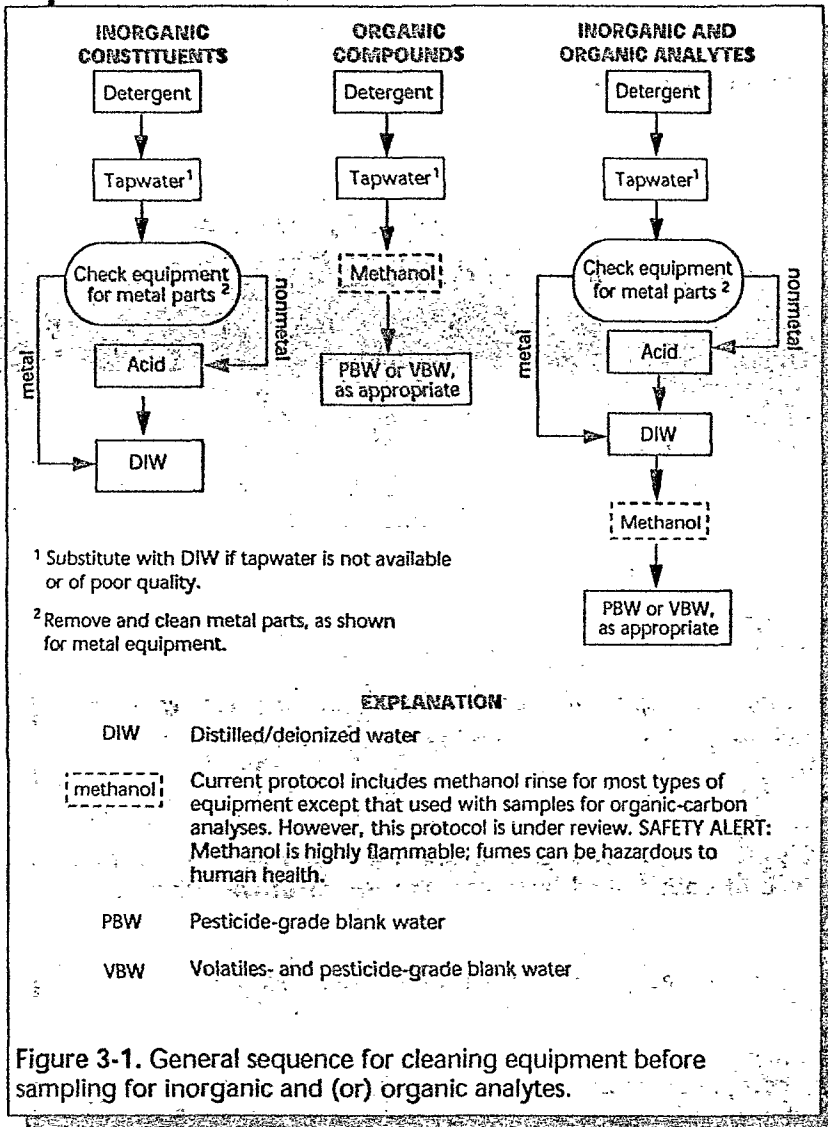 INORGANIC
CONSTITUENTS
Detergent
Tapwater¹
Check equipment
for metal parts ²
metal
nonmetal
Acid
DIW
ORGANIC
COMPOUNDS
Detergent
Tapwater¹
Methanol
PBW or VBW,
as appropriate
INORGANIC AND
ORGANIC ANALYTES
Detergent
Tapwater¹
Check equipment
for metal parts ²
metal
nonmetal
Acid
DIW
Methanol
PBW or VBW,
as appropriate
¹ Substitute with DIW if tapwater is not available
or of poor quality.
² Remove and clean metal parts, as shown
for metal equipment.
EXPLANATION
DIW Distilled/deionized water
methanol Current protocol includes methanol rinse for most types of
equipment except that used with samples for organic-carbon
analyses. However, this protocol is under review. SAFETY ALERT:
Methanol is highly flammable; fumes can be hazardous to
human health.
PBW Pesticide-grade blank water
VBW Volatiles- and pesticide-grade blank water
Figure 3-1. General sequence for cleaning equipment before
sampling for inorganic and (or) organic analytes.